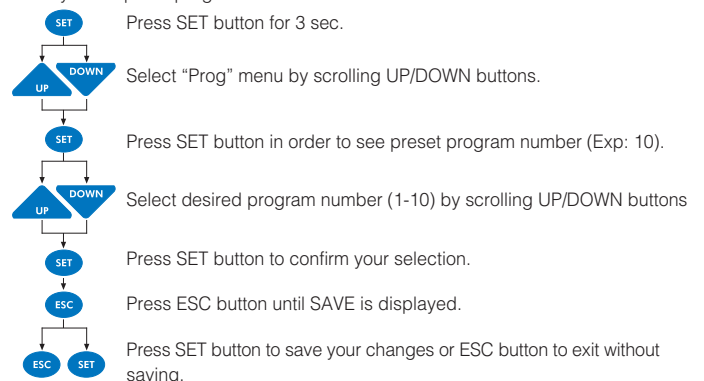 SET
Press SET button for 3 sec.
UP
DOWN
Select “Prog” menu by scrolling UP/DOWN buttons.
SET
Press SET button in order to see preset program number (Exp: 10).
UP
DOWN
Select desired program number (1-10) by scrolling UP/DOWN buttons
SET
Press SET button to confirm your selection.
ESC
Press ESC button until SAVE is displayed.
ESC
SET
Press SET button to save your changes or ESC button to exit without
saving.